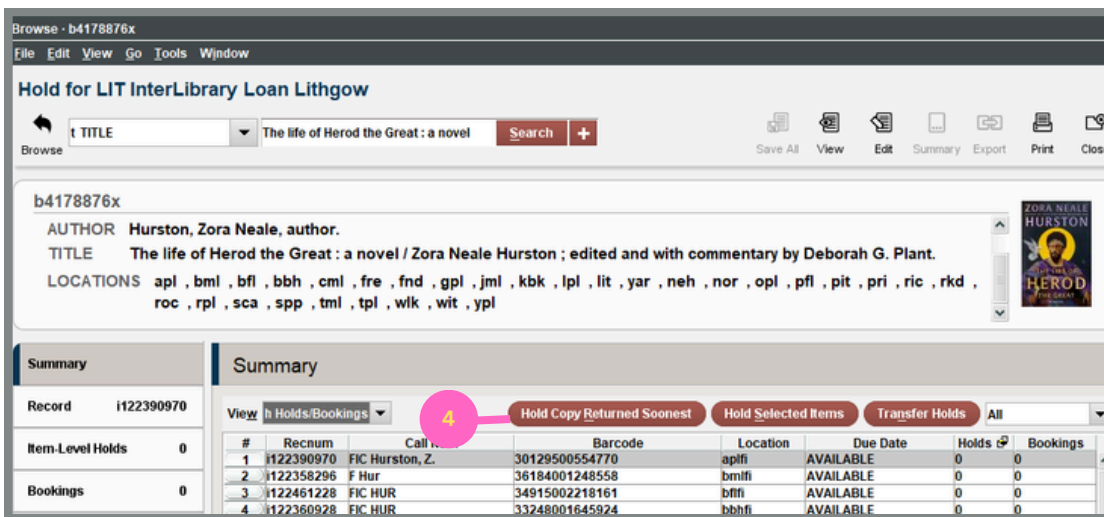 Browse - b4178876x
File Edit View Go Tools Window
Hold for LIT InterLibrary Loan Lithgow
Browse
t TITLE
The life of Herod the Great : a novel
Search +
Save All View Edit Summary Export Print Clos
b4178876x
AUTHOR Hurston, Zora Neale, author.
TITLE The life of Herod the Great : a novel / Zora Neale Hurston ; edited and with commentary by Deborah G. Plant.
LOCATIONS apl , bml , bfl , bbh , cml , fre , fnd , gpl , jml , kbk , lpl , lit , yar , neh , nor , opl , pfl , pit , pri , ric , rkd ,
roc , rpl , sca , spp , tml , tpl , wlk , wit , ypl
ZORA NEALE
HURSTON
THE LIFE OF
HEROD
THE GREAT
Summary
Record i122390970
Item-Level Holds 0
Bookings 0
Summary
View h Holds/Bookings 4 Hold Copy Returned Soonest Hold Selected Items Transfer Holds All
# Recnum Call Barcode Location Due Date Holds Bookings
1 i122390970 FIC Hurston, Z. 30129500554770 aplfi AVAILABLE 0 0
2 i122358296 F Hur 36184001248558 bmlfi AVAILABLE 0 0
3 i122461228 FIC HUR 34915002218161 bflfi AVAILABLE 0 0
4 i122360928 FIC HUR 33248001645924 bbhfi AVAILABLE 0 0